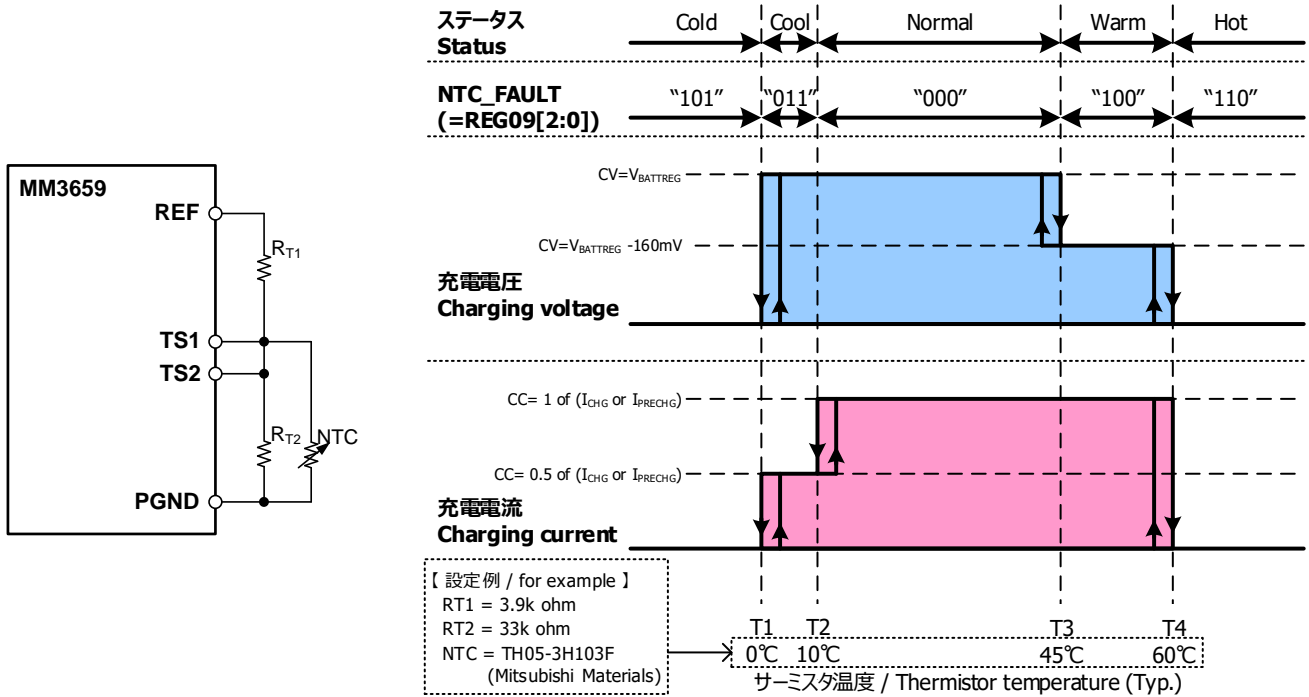 MM3659
REF
RT1
TS1
TS2
RT2
NTC
PGND
ステータス
Status
Cold
Cool
Normal
Warm
Hot
NTC_FAULT
(=REG09[2:0])
“101”
“011”
“000”
“100”
“110”
CV=VBATTREG
CV=VBATTREG -160mV
充電電圧
Charging voltage
CC= 1 of (ICHG or IPRECHG)
CC= 0.5 of (ICHG or IPRECHG)
充電電流
Charging current
【 設定例 / for example 】
RT1 = 3.9k ohm
RT2 = 33k ohm
NTC = TH05-3H103F
(Mitsubishi Materials)
T1 T2 T3 T4
0℃ 10℃ 45℃ 60℃
サーミスタ温度 / Thermistor temperature (Typ.)